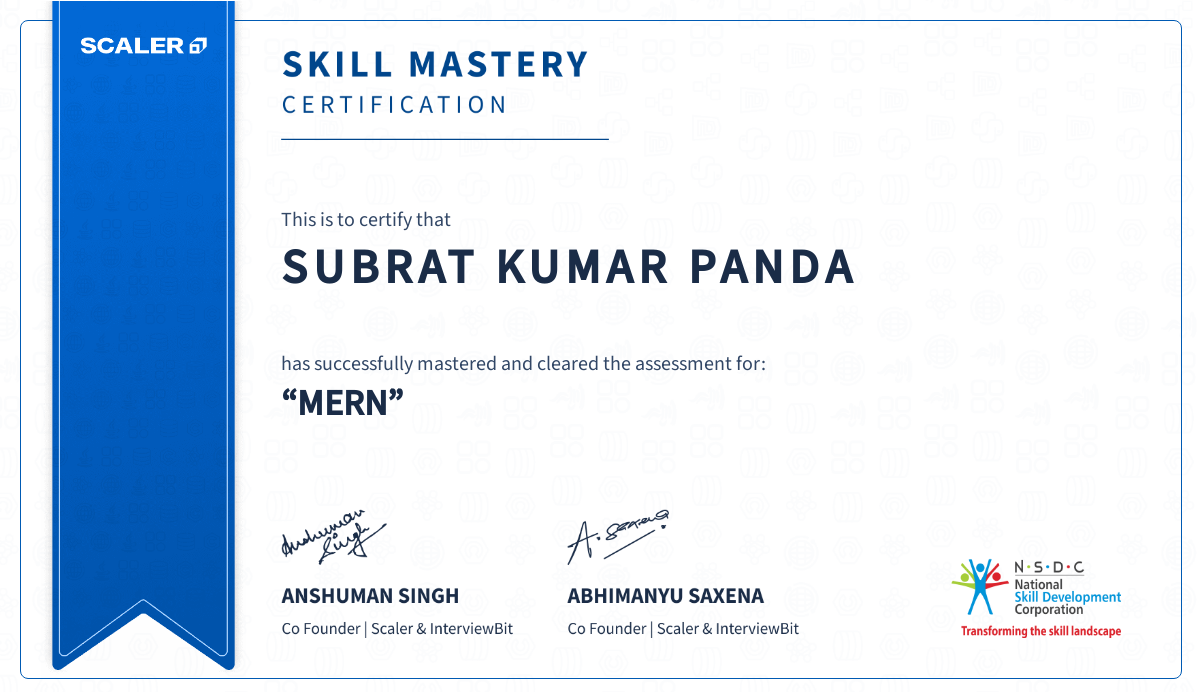 SCALER
SKILL MASTERY
CERTIFICATION
This is to certify that
SUBRAT KUMAR PANDA
has successfully mastered and cleared the assessment for:
“MERN”
Anshuman Singh
A. Saxena
ANSHUMAN SINGH
ABHIMANYU SAXENA
Co Founder | Scaler & InterviewBit
Co Founder | Scaler & InterviewBit
N·S·D·C
National
Skill Development
Corporation
Transforming the skill landscape